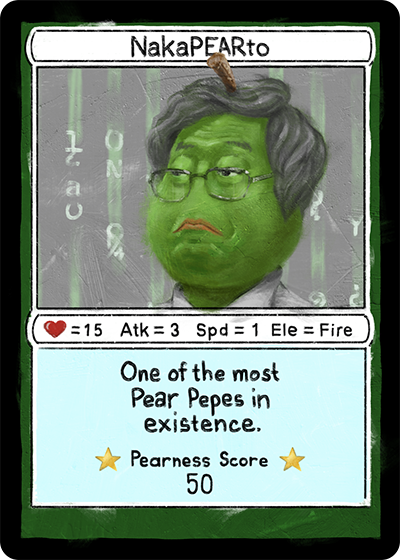 NakaPEARto
❤=15 Atk = 3 Spd = 1 Ele = Fire
One of the most
Pear Pepes in
existence.
⭐ Pearness Score ⭐
50